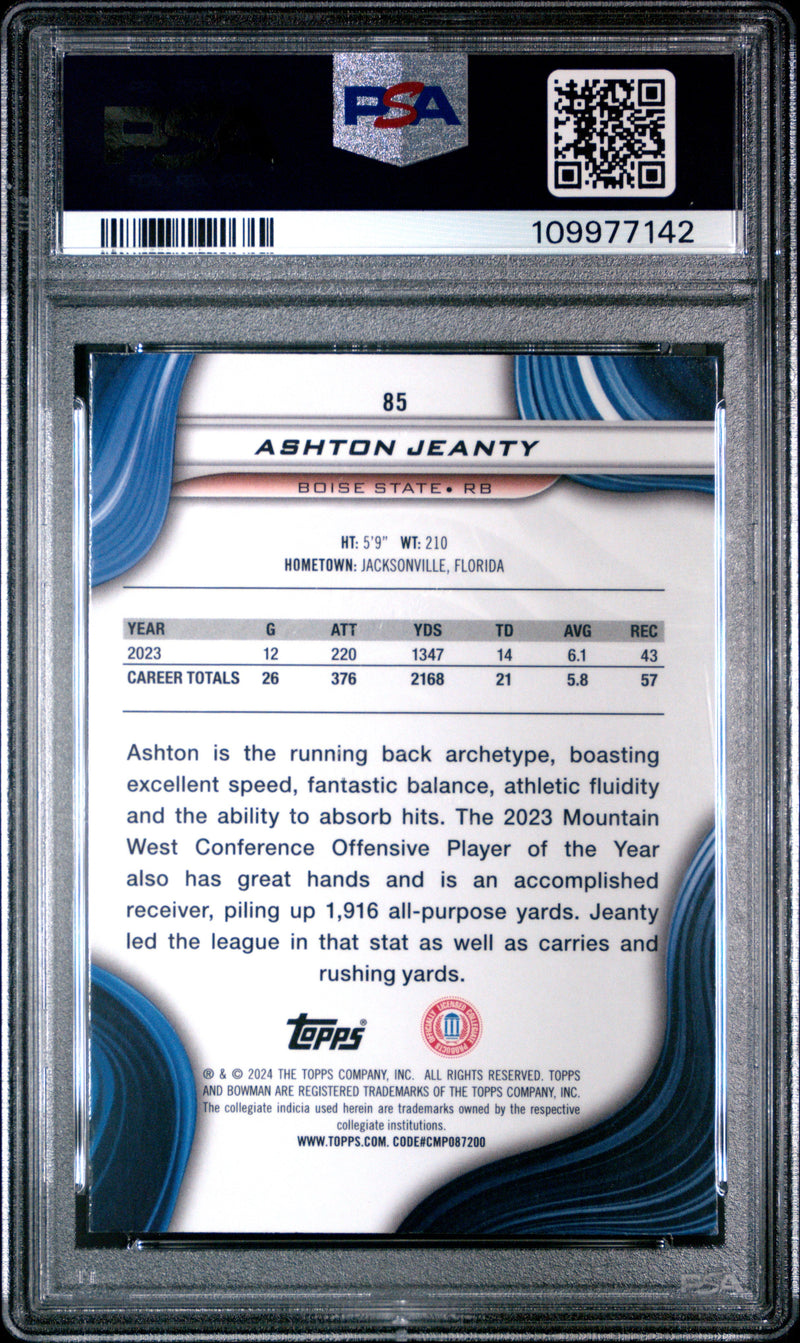 PSA
PSA
109977142
85
ASHTON JEANTY
BOISE STATE • RB
HT: 5'9" WT: 210
HOMETOWN: JACKSONVILLE, FLORIDA
YEAR G ATT YDS TD AVG REC
2023 12 220 1347 14 6.1 43
CAREER TOTALS 26 376 2168 21 5.8 57
Ashton is the running back archetype, boasting
excellent speed, fantastic balance, athletic fluidity
and the ability to absorb hits. The 2023 Mountain
West Conference Offensive Player of the Year
also has great hands and is an accomplished
receiver, piling up 1,916 all-purpose yards. Jeanty
led the league in that stat as well as carries and
rushing yards.
Topps®
OFFICIALLY LICENSED COLLEGIATE PRODUCTS
® & © 2024 THE TOPPS COMPANY, INC. ALL RIGHTS RESERVED. TOPPS
AND BOWMAN ARE REGISTERED TRADEMARKS OF THE TOPPS COMPANY, INC.
The collegiate indicia used herein are trademarks owned by the respective
collegiate institutions.
WWW.TOPPS.COM. CODE#CMP087200
PSA